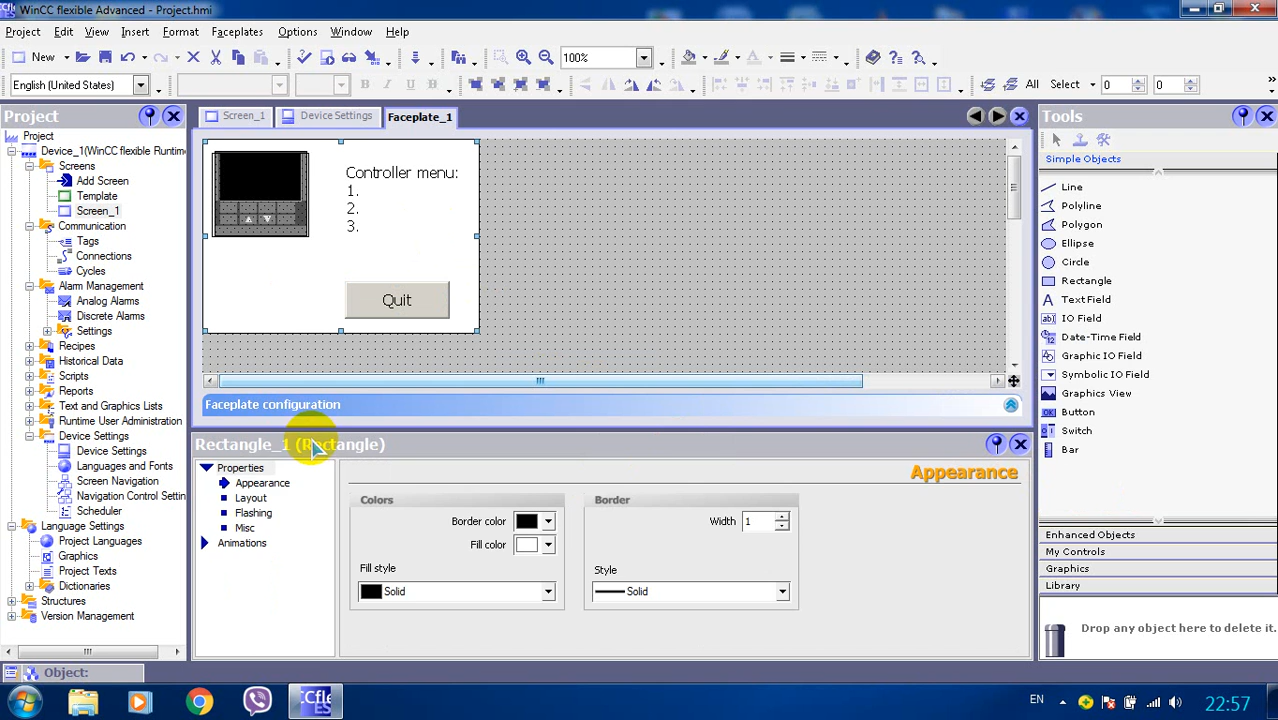 WinCC flexible Advanced - Project.hmi
Project Edit View Insert Format Faceplates Options Window Help
New 100%
English (United States) B I U All Select 0 0
Project
Screen_1 Device Settings Faceplate_1
Tools
Project
Device_1(WinCC flexible Runtime
Screens
Add Screen
Template
Screen_1
Communication
Tags
Connections
Cycles
Alarm Management
Analog Alarms
Discrete Alarms
Settings
Recipes
Historical Data
Scripts
Reports
Text and Graphics Lists
Runtime User Administration
Device Settings
Device Settings
Languages and Fonts
Screen Navigation
Navigation Control Settin
Scheduler
Language Settings
Project Languages
Graphics
Project Texts
Dictionaries
Structures
Version Management
Object:
Controller menu:
1.
2.
3.
Quit
Faceplate configuration
Rectangle_1 (Rectangle)
Properties
Appearance
Layout
Flashing
Misc
Animations
Appearance
Colors
Border color
Fill color
Fill style
Solid
Border
Width 1
Style
Solid
Simple Objects
Line
Polyline
Polygon
Ellipse
Circle
Rectangle
Text Field
IO Field
Date-Time Field
Graphic IO Field
Symbolic IO Field
Graphics View
Button
Switch
Bar
Enhanced Objects
My Controls
Graphics
Library
Drop any object here to delete it.
EN 22:57